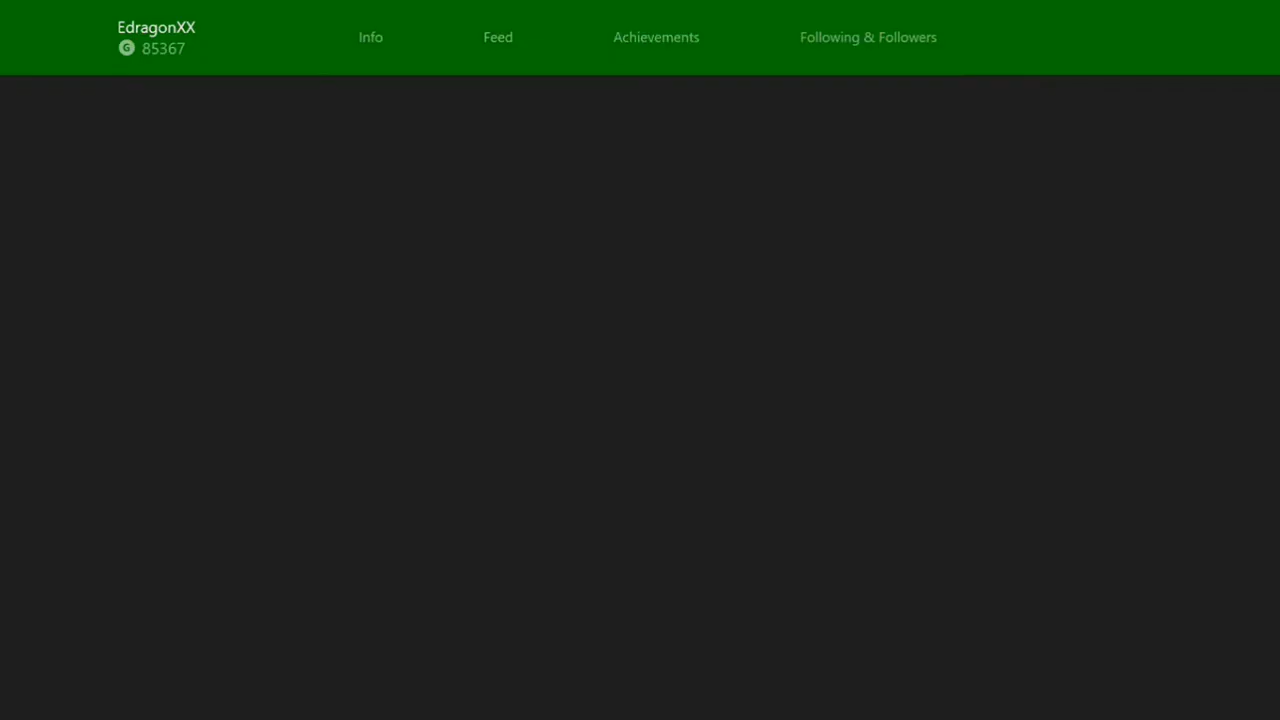 EdragonXX
G 85367
Info
Feed
Achievements
Following & Followers